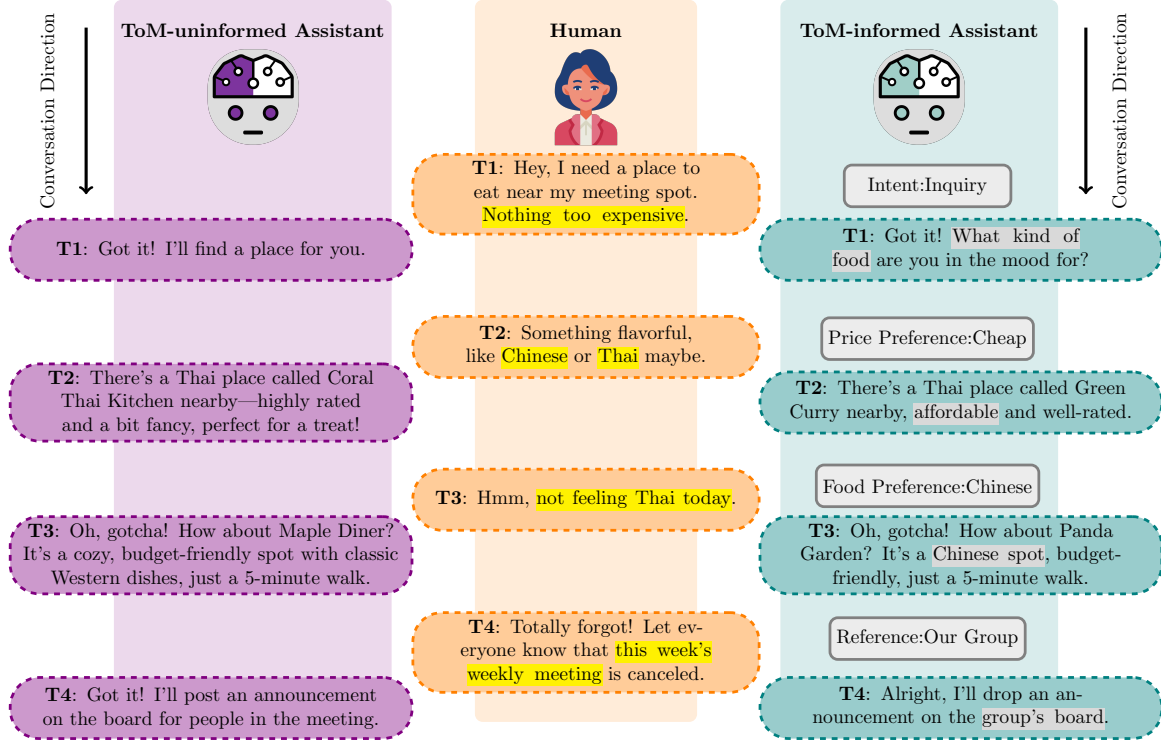 Conversation Direction
ToM-uninformed Assistant
Human
ToM-informed Assistant
Conversation Direction
T1: Hey, I need a place to
eat near my meeting spot.
Nothing too expensive.
Intent:Inquiry
T1: Got it! I'll find a place for you.
T1: Got it! What kind of
food are you in the mood for?
T2: Something flavorful,
like Chinese or Thai maybe.
Price Preference:Cheap
T2: There's a Thai place called Coral
Thai Kitchen nearby—highly rated
and a bit fancy, perfect for a treat!
T2: There's a Thai place called Green
Curry nearby, affordable and well-rated.
T3: Hmm, not feeling Thai today.
Food Preference:Chinese
T3: Oh, gotcha! How about Maple Diner?
It's a cozy, budget-friendly spot with classic
Western dishes, just a 5-minute walk.
T3: Oh, gotcha! How about Panda
Garden? It's a Chinese spot, budget-
friendly, just a 5-minute walk.
T4: Totally forgot! Let ev-
eryone know that this week's
weekly meeting is canceled.
Reference:Our Group
T4: Got it! I'll post an announcement
on the board for people in the meeting.
T4: Alright, I'll drop an an-
nouncement on the group's board.